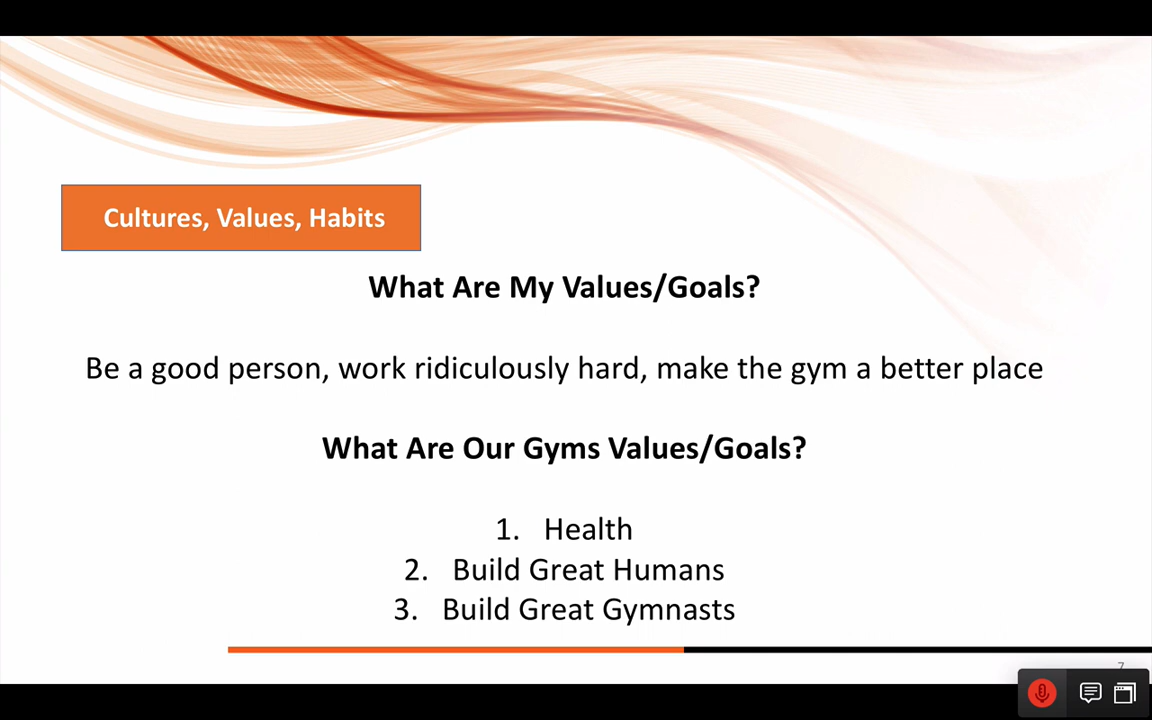 Cultures, Values, Habits
What Are My Values/Goals?
Be a good person, work ridiculously hard, make the gym a better place
What Are Our Gyms Values/Goals?
1. Health
2. Build Great Humans
3. Build Great Gymnasts
7